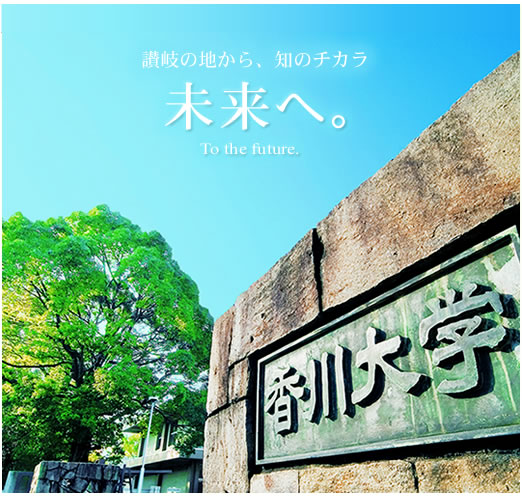 讃岐の地から、知のチカラ
未来へ。
To the future.
香川大学